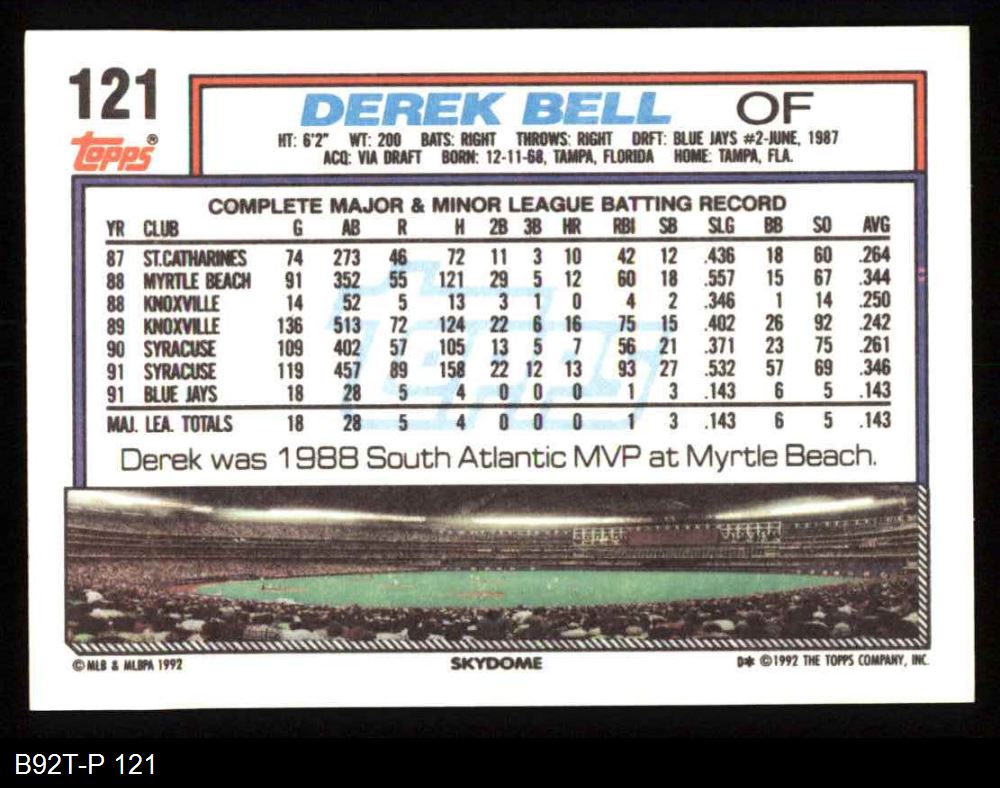 121
Topps®
DEREK BELL OF
HT: 6'2" WT: 200 BATS: RIGHT THROWS: RIGHT DRFT: BLUE JAYS #2-JUNE, 1987
ACQ: VIA DRAFT BORN: 12-11-68, TAMPA, FLORIDA HOME: TAMPA, FLA.
COMPLETE MAJOR & MINOR LEAGUE BATTING RECORD
YR CLUB G AB R H 2B 3B HR RBI SB SLG BB SO AVG
87 ST.CATHARINES 74 273 46 72 11 3 10 42 12 .436 18 60 .264
88 MYRTLE BEACH 91 352 55 121 29 5 12 60 18 .557 15 67 .344
88 KNOXVILLE 14 52 5 13 3 1 0 4 2 .346 1 14 .250
89 KNOXVILLE 136 513 72 124 22 6 16 75 15 .402 26 92 .242
90 SYRACUSE 109 402 57 105 13 5 7 56 21 .371 23 75 .261
91 SYRACUSE 119 457 89 158 22 12 13 93 27 .532 57 69 .346
91 BLUE JAYS 18 28 5 4 0 0 0 1 3 .143 6 5 .143
MAJ. LEA. TOTALS 18 28 5 4 0 0 0 1 3 .143 6 5 .143
Derek was 1988 South Atlantic MVP at Myrtle Beach.
© MLB & MLBPA 1992 SKYDOME D* ©1992 THE TOPPS COMPANY, INC.
B92T-P 121